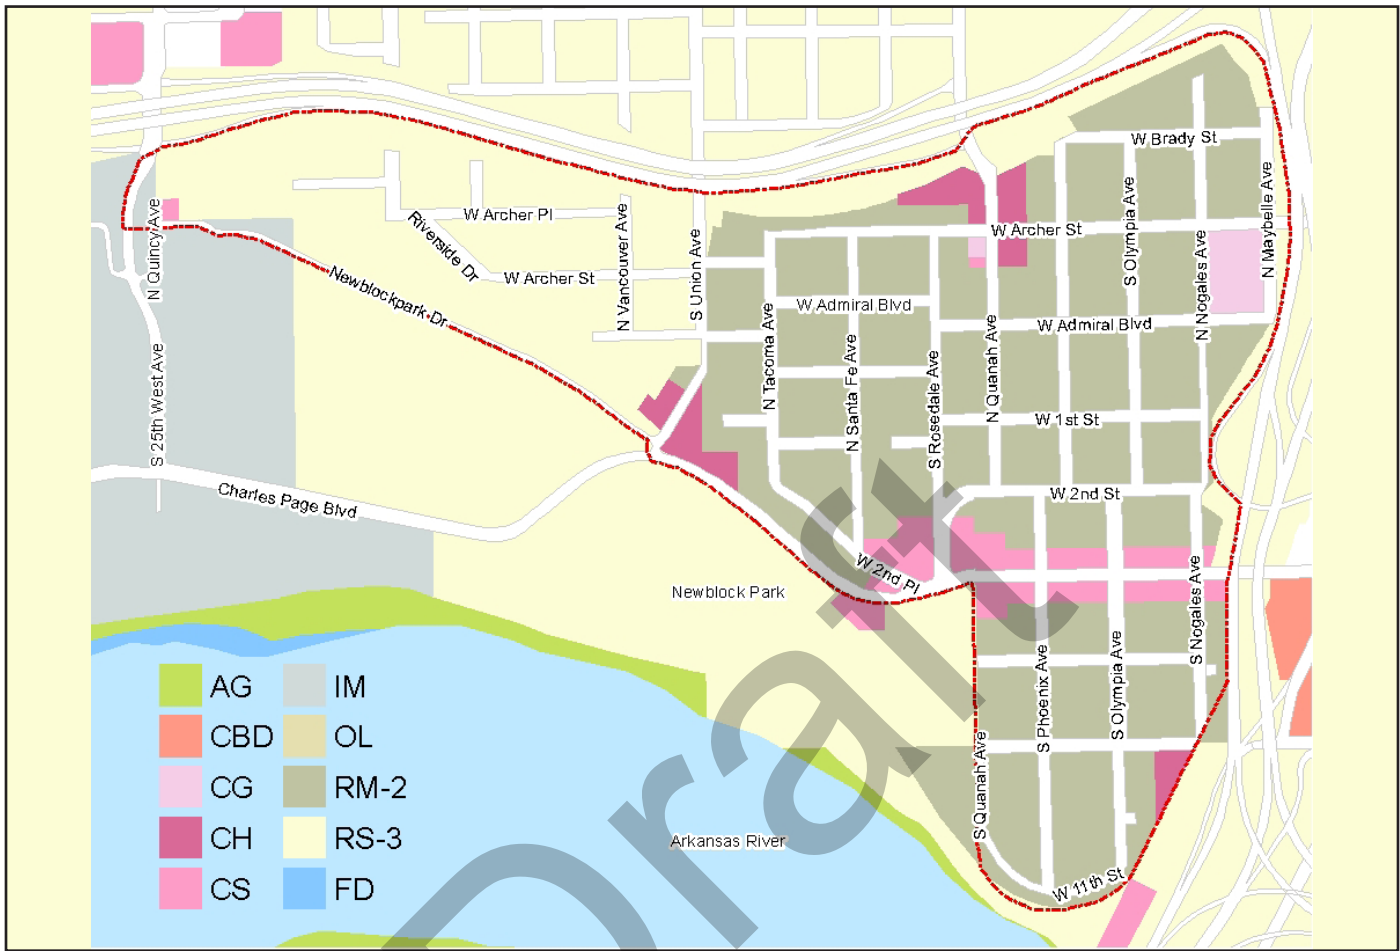 W Brady St
N Maybelle Ave
S Olympia Ave
N Quincy Ave
W Archer Pl
Riverside Dr
N Vancouver Ave
S Union Ave
W Archer St
N Nogales Ave
W Archer St
Newblockpark Dr
W Admiral Blvd
W Admiral Blvd
N Tacoma Ave
N Santa Fe Ave
S Rosedale Ave
N Quanah Ave
S 25th West Ave
W 1st St
Charles Page Blvd
W 2nd St
W 2nd Pl
Newblock Park
S Nogales Ave
S Phoenix Ave
S Olympia Ave
S Quanah Ave
Arkansas River
W 11th St
AG
IM
CBD
OL
CG
RM-2
CH
RS-3
CS
FD
Draft